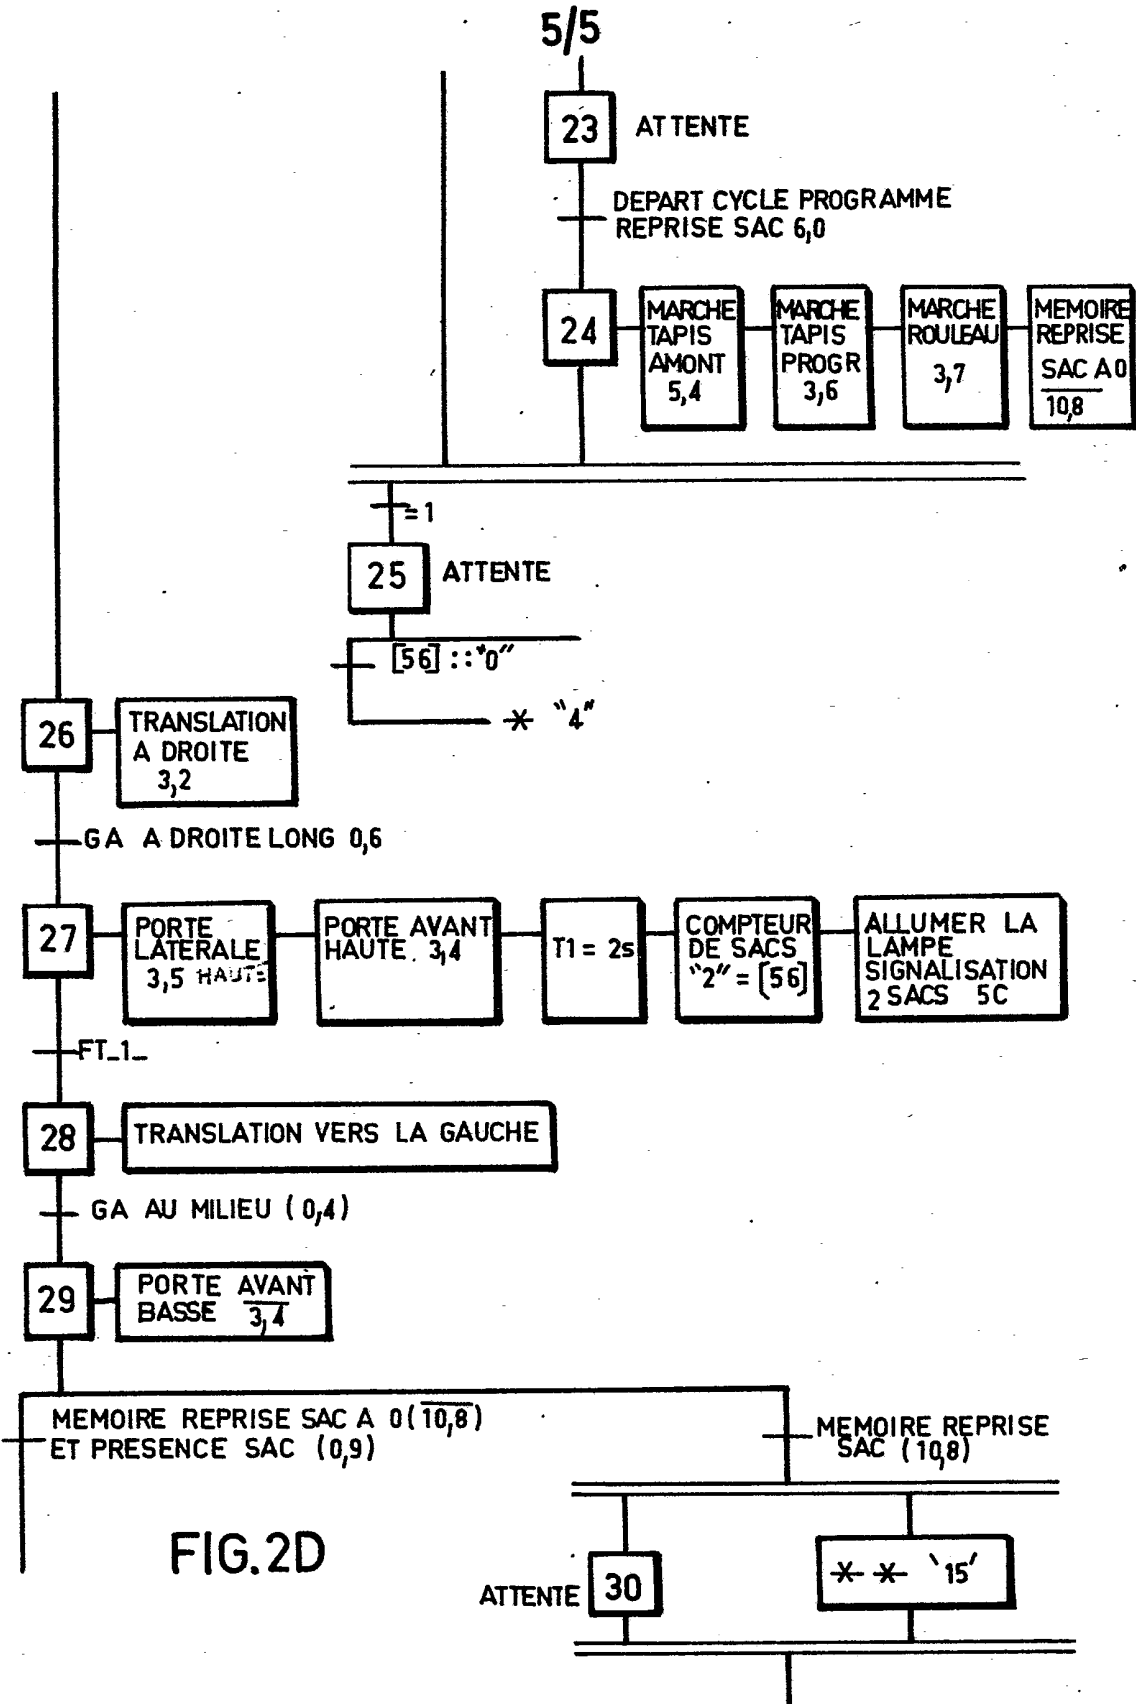 5/5
23
ATTENTE
DEPART CYCLE PROGRAMME
REPRISE SAC 6,0
24
MARCHE
TAPIS
AMONT
5,4
MARCHE
TAPIS
PROGR
3,6
MARCHE
ROULEAU
3,7
MEMOIRE
REPRISE
SAC A 0
10,8
=1
25
ATTENTE
[56] ::"0"
* "4"
26
TRANSLATION
A DROITE
3,2
GA A DROITE LONG 0,6
27
PORTE
LATERALE
3,5 HAUTE
PORTE AVANT
HAUTE. 3,4
T1 = 2s
COMPTEUR
DE SACS
"2" = [56]
ALLUMER LA
LAMPE
SIGNALISATION
2 SACS 5C
FT_1_
28
TRANSLATION VERS LA GAUCHE
GA AU MILIEU (0,4)
29
PORTE AVANT
BASSE 3,4
MEMOIRE REPRISE SAC A 0(10,8)
ET PRESENCE SAC (0,9)
MEMOIRE REPRISE
SAC (10,8)
FIG.2D
ATTENTE
30
* * '15'